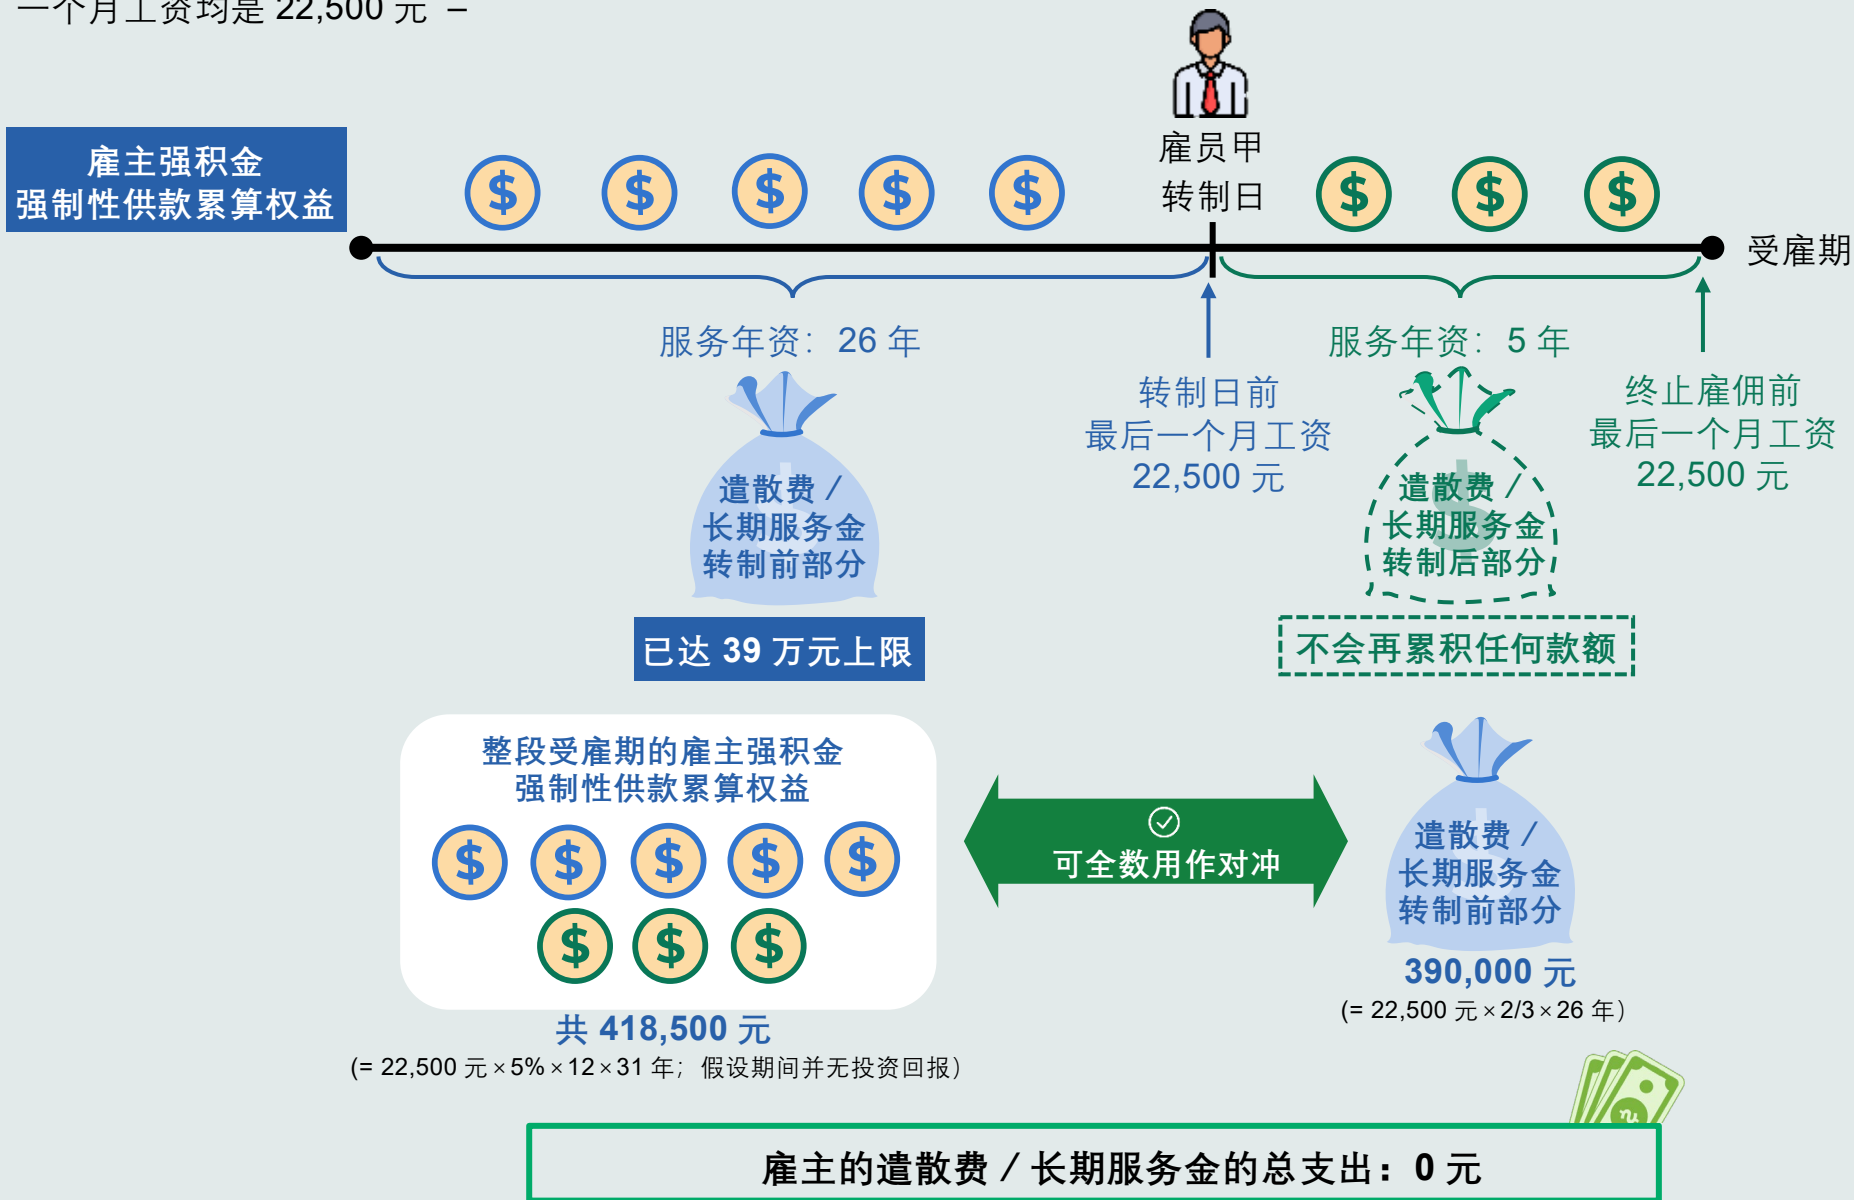 一个月工资均是 22,500 元 –
雇主强积金
强制性供款累算权益
雇员甲
转制日
受雇期
服务年资：26 年
服务年资：5 年
转制日前
最后一个月工资
22,500 元
终止雇佣前
最后一个月工资
22,500 元
遣散费 /
长期服务金
转制前部分
遣散费 /
长期服务金
转制后部分
已达 39 万元上限
不会再累积任何款额
整段受雇期的雇主强积金
强制性供款累算权益
可全数用作对冲
遣散费 /
长期服务金
转制前部分
共 418,500 元
(= 22,500 元×5%×12×31 年；假设期间并无投资回报)
390,000 元
(= 22,500 元×2/3×26 年)
雇主的遣散费 / 长期服务金的总支出：0 元